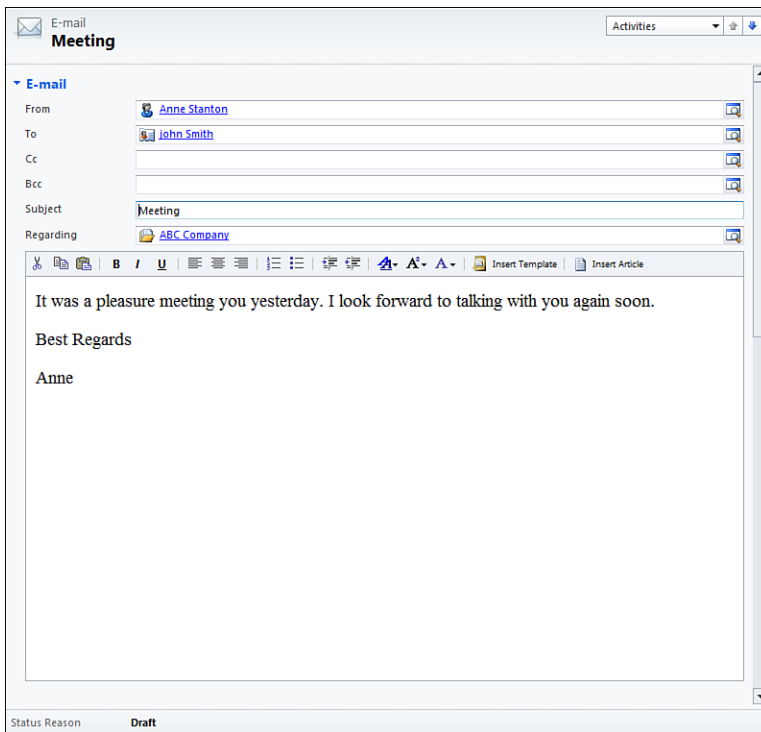 E-mail
Meeting
Activities
E-mail
From Anne Stanton
To john Smith
Cc
Bcc
Subject Meeting
Regarding ABC Company
B I U A A A Insert Template Insert Article
It was a pleasure meeting you yesterday. I look forward to talking with you again soon.
Best Regards
Anne
Status Reason Draft